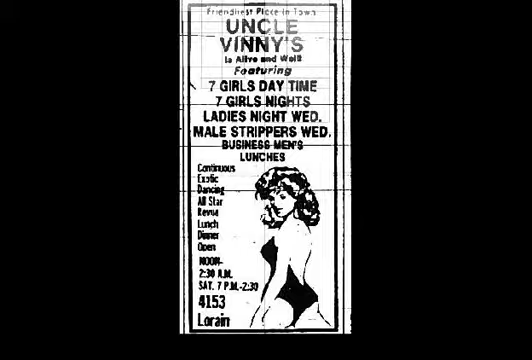 Friendliest Place in Town
UNCLE
VINNY'S
Is Alive and Well!
Featuring
7 GIRLS DAY TIME
7 GIRLS NIGHTS
LADIES NIGHT WED.
MALE STRIPPERS WED.
BUSINESS MEN'S
LUNCHES
Continuous
Exotic
Dancing
All Star
Revue
Lunch
Dinner
Open
NOON-
2:30 A.M.
SAT. 7 P.M.-2:30
4153
Lorain